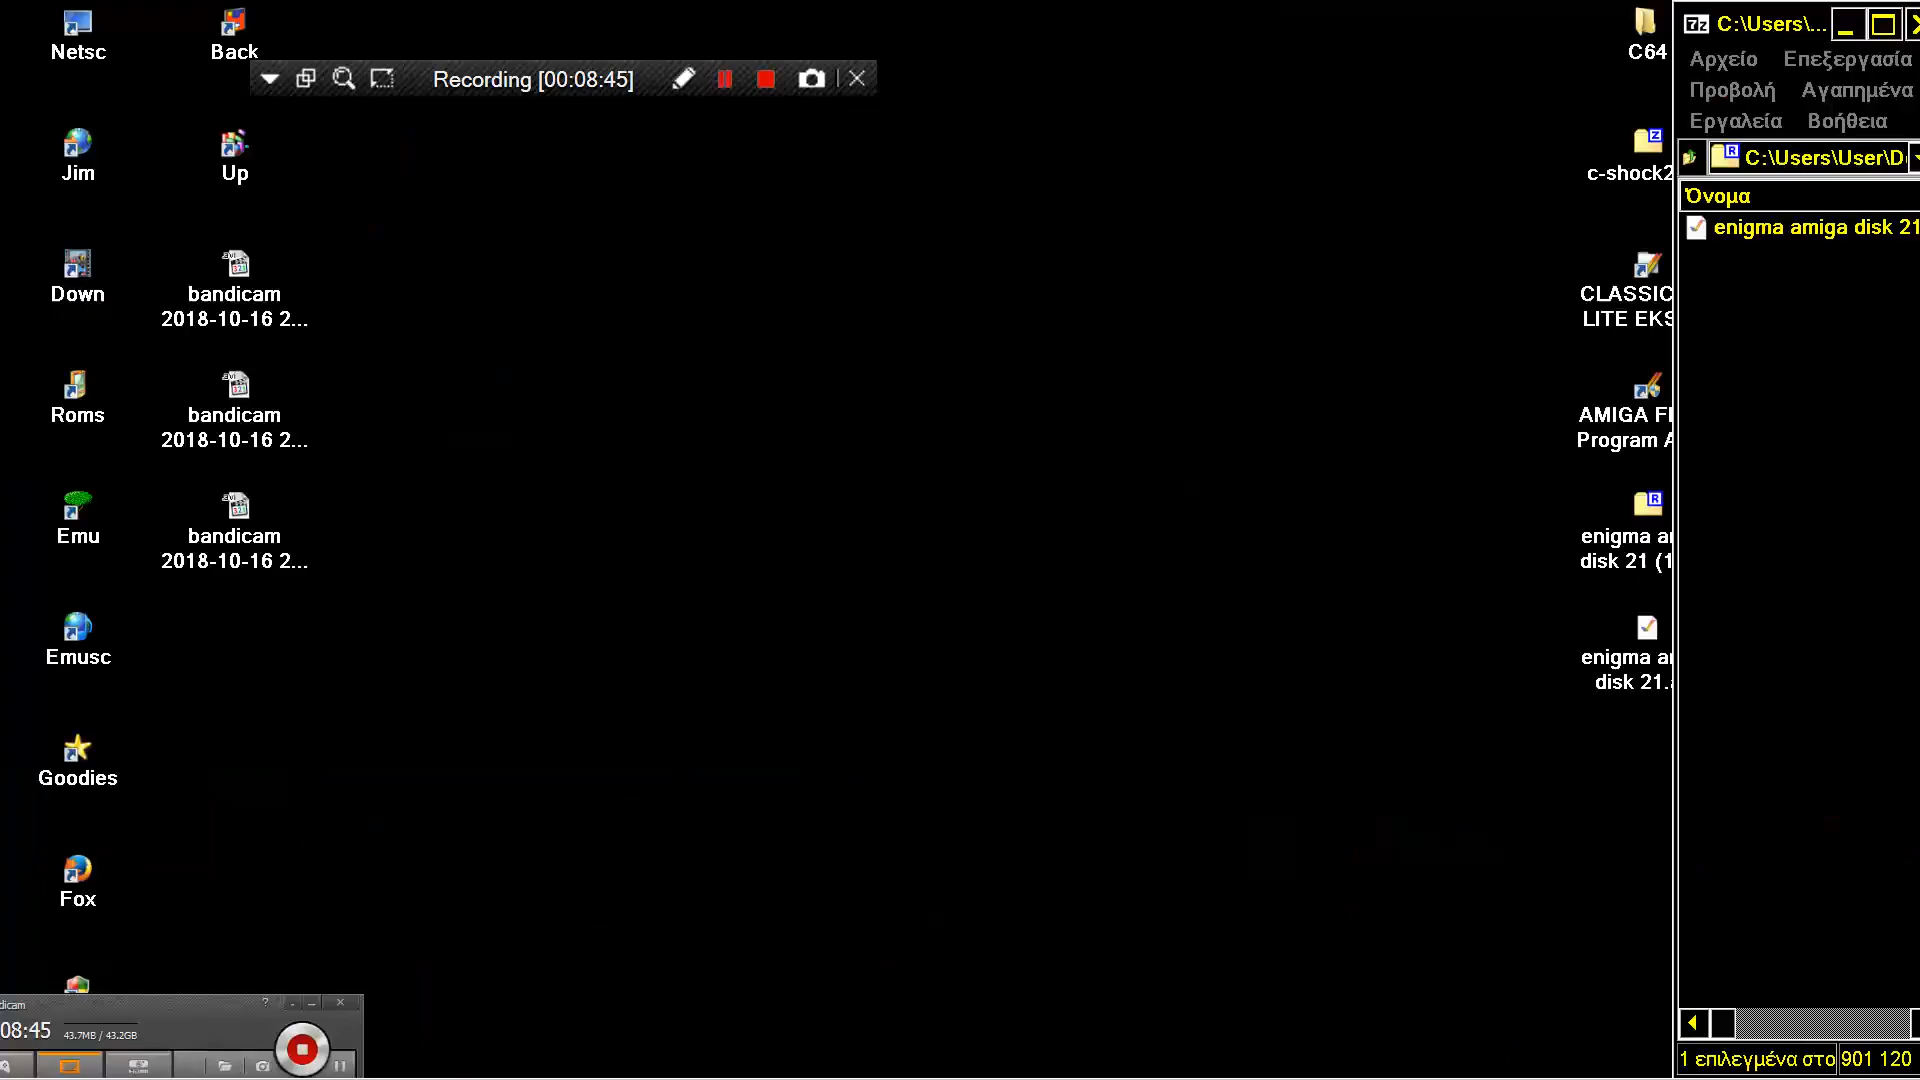 Netsc
Back
Recording [00:08:45]
Jim
Up
Down
bandicam
2018-10-16 2...
Roms
bandicam
2018-10-16 2...
Emu
bandicam
2018-10-16 2...
Emusc
Goodies
Fox
dicam
?
08:45
43.7MB / 43.2GB
C64
c-shock2
CLASSIC
LITE EKS
AMIGA
Program
enigma
disk 21 (1
enigma
disk 21.
7z C:\Users\...
Αρχείο Επεξεργασία
Προβολή Αγαπημένα
Εργαλεία Βοήθεια
C:\Users\User\D
Όνομα
enigma amiga disk 21
1 επιλεγμένα στο 901 120